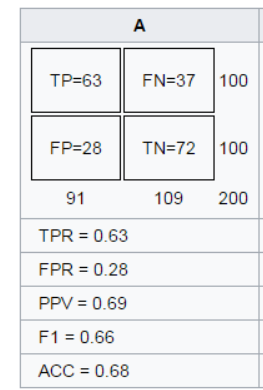 A
TP=63 FN=37 100
FP=28 TN=72 100
91 109 200
TPR = 0.63
FPR = 0.28
PPV = 0.69
F1 = 0.66
ACC = 0.68